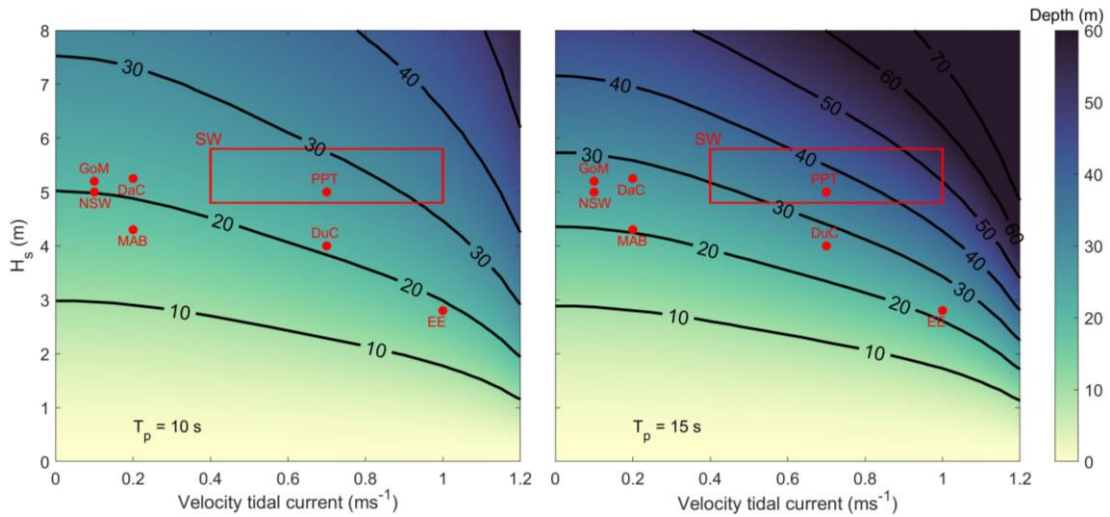 Depth (m)
8
7
6
5
4
3
2
1
0
H_s (m)
30
40
SW
30
GoM
DaC
NSW
PPT
20
MAB
DuC
30
20
10
EE
10
T_p = 10 s
0
0.2
0.4
0.6
0.8
1
1.2
Velocity tidal current (ms⁻¹)
70
60
40
50
SW
40
30
GoM
DaC
NSW
PPT
50
60
30
40
20
MAB
DuC
30
20
10
EE
10
T_p = 15 s
0
0.2
0.4
0.6
0.8
1
1.2
Velocity tidal current (ms⁻¹)
60
50
40
30
20
10
0